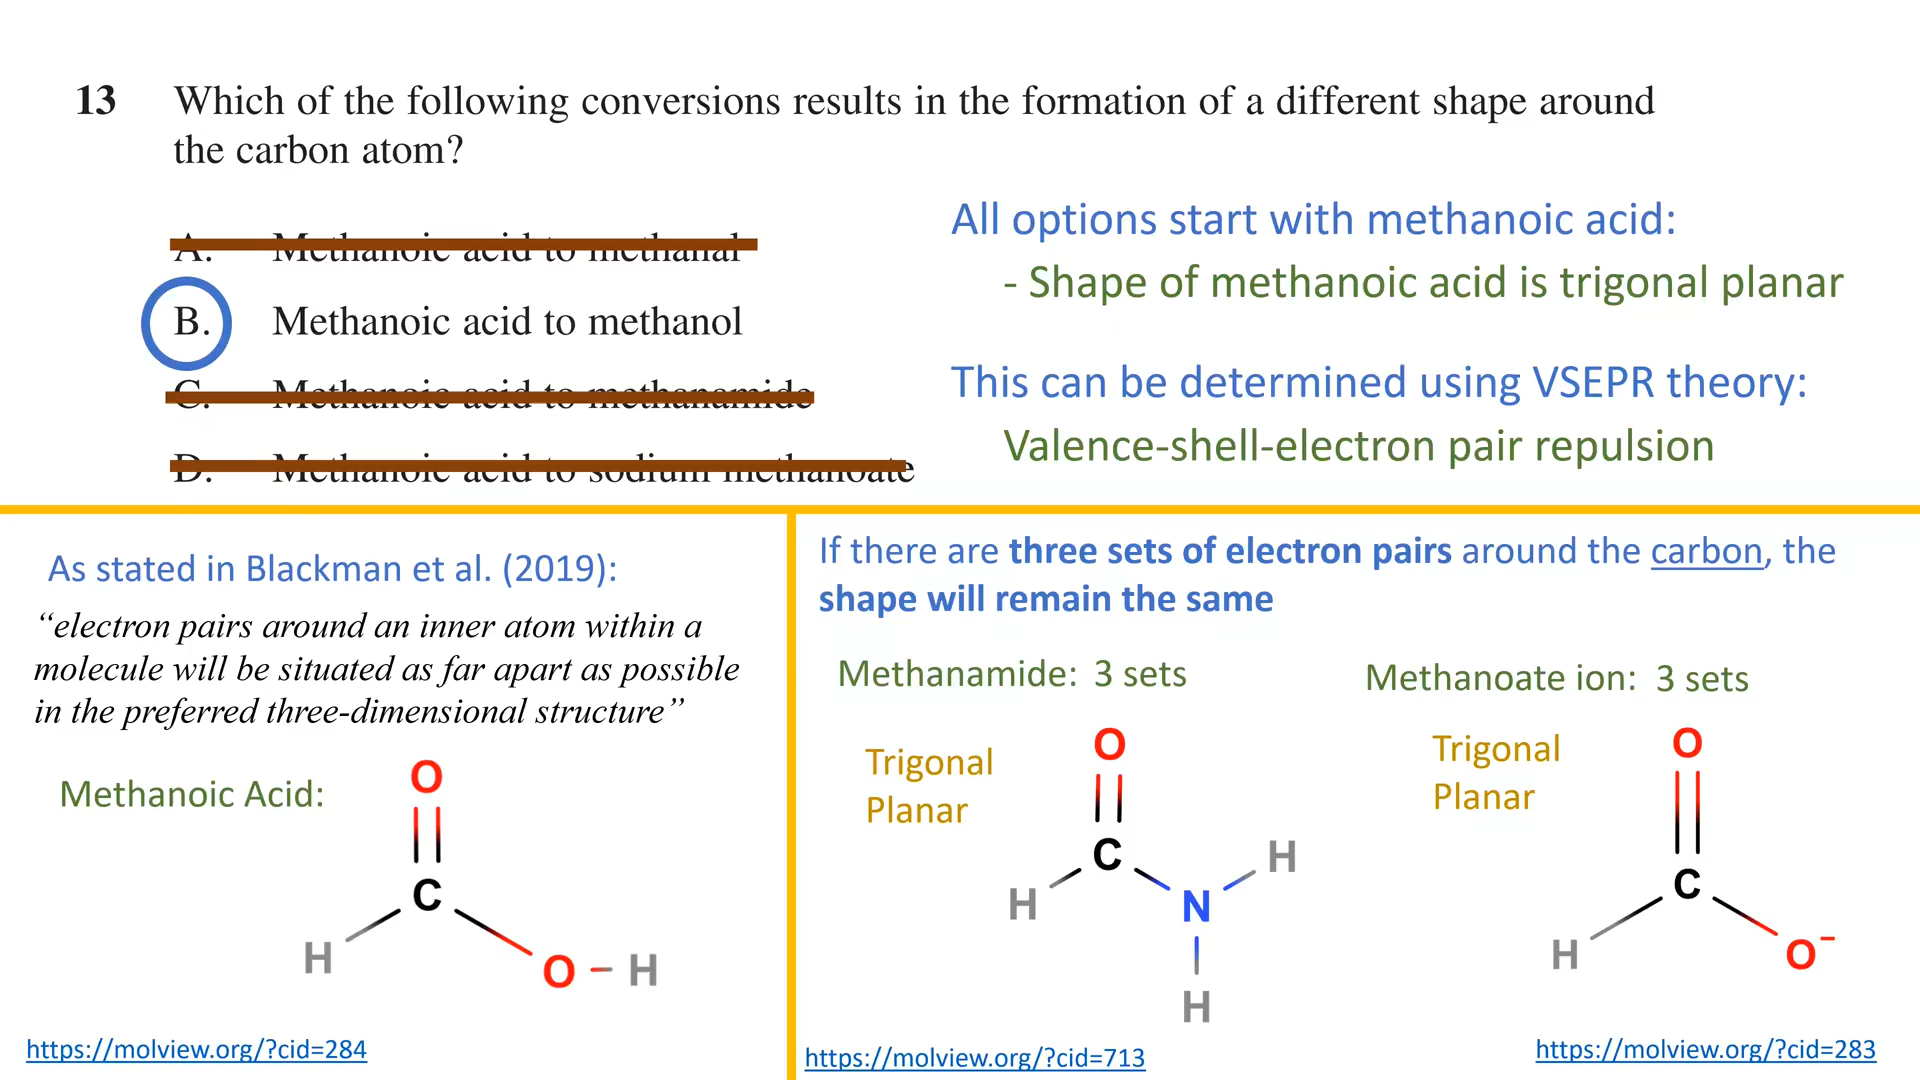 13 Which of the following conversions results in the formation of a different shape around
the carbon atom?
A. Methanoic acid to methanal
B. Methanoic acid to methanol
C. Methanoic acid to methanamide
D. Methanoic acid to sodium methanoate
All options start with methanoic acid:
- Shape of methanoic acid is trigonal planar
This can be determined using VSEPR theory:
Valence-shell-electron pair repulsion
As stated in Blackman et al. (2019):
“electron pairs around an inner atom within a
molecule will be situated as far apart as possible
in the preferred three-dimensional structure”
Methanoic Acid:
O
C
H
O - H
https://molview.org/?cid=284
If there are three sets of electron pairs around the carbon, the
shape will remain the same
Methanamide: 3 sets
Trigonal
Planar
O
C
H
H
N
H
https://molview.org/?cid=713
Methanoate ion: 3 sets
Trigonal
Planar
O
C
H
O⁻
https://molview.org/?cid=283